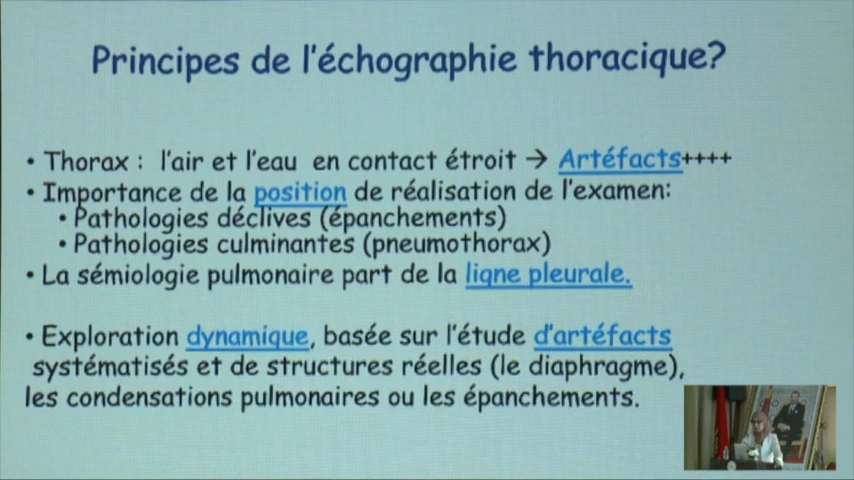 Principes de l'échographie thoracique?
• Thorax : l'air et l'eau en contact étroit → Artéfacts++++
• Importance de la position de réalisation de l'examen:
• Pathologies déclives (épanchements)
• Pathologies culminantes (pneumothorax)
• La sémiologie pulmonaire part de la ligne pleurale.
• Exploration dynamique, basée sur l'étude d'artéfacts
systématisés et de structures réelles (le diaphragme),
les condensations pulmonaires ou les épanchements.